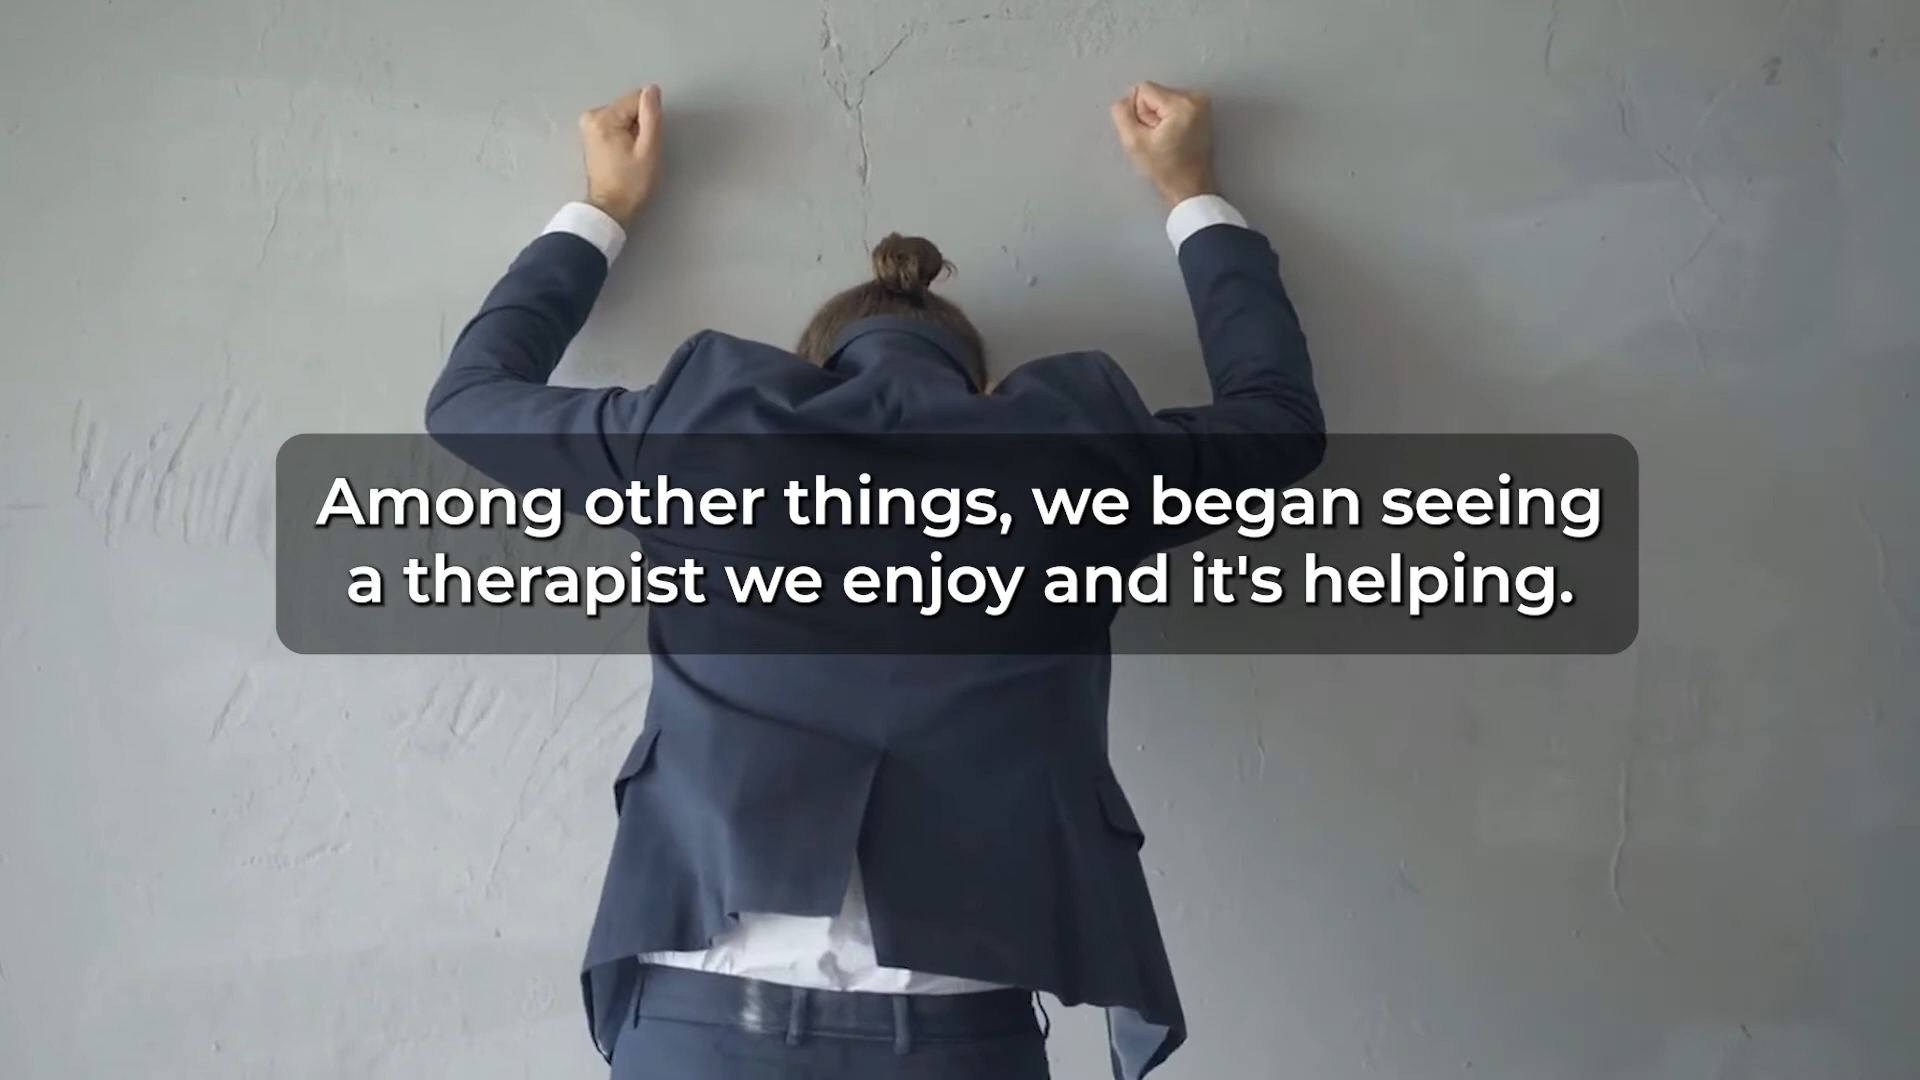 Among other things, we began seeing
a therapist we enjoy and it's helping.